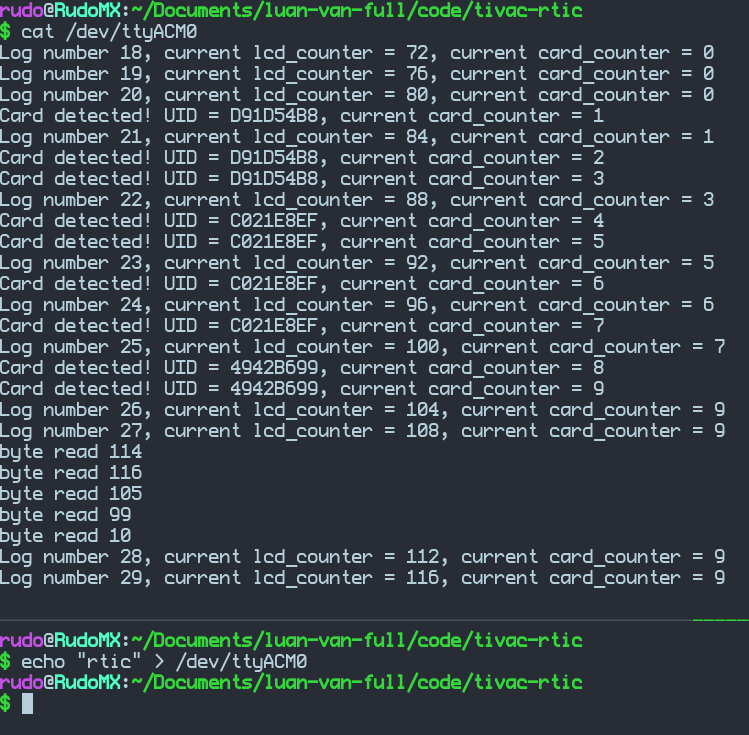 rudo@RudoMX:~/Documents/luan-van-full/code/tivac-rtic
$ cat /dev/ttyACM0
Log number 18, current lcd_counter = 72, current card_counter = 0
Log number 19, current lcd_counter = 76, current card_counter = 0
Log number 20, current lcd_counter = 80, current card_counter = 0
Card detected! UID = D91D54B8, current card_counter = 1
Log number 21, current lcd_counter = 84, current card_counter = 1
Card detected! UID = D91D54B8, current card_counter = 2
Card detected! UID = D91D54B8, current card_counter = 3
Log number 22, current lcd_counter = 88, current card_counter = 3
Card detected! UID = C021E8EF, current card_counter = 4
Card detected! UID = C021E8EF, current card_counter = 5
Log number 23, current lcd_counter = 92, current card_counter = 5
Card detected! UID = C021E8EF, current card_counter = 6
Log number 24, current lcd_counter = 96, current card_counter = 6
Card detected! UID = C021E8EF, current card_counter = 7
Log number 25, current lcd_counter = 100, current card_counter = 7
Card detected! UID = 4942B699, current card_counter = 8
Card detected! UID = 4942B699, current card_counter = 9
Log number 26, current lcd_counter = 104, current card_counter = 9
Log number 27, current lcd_counter = 108, current card_counter = 9
byte read 114
byte read 116
byte read 105
byte read 99
byte read 10
Log number 28, current lcd_counter = 112, current card_counter = 9
Log number 29, current lcd_counter = 116, current card_counter = 9
rudo@RudoMX:~/Documents/luan-van-full/code/tivac-rtic
$ echo "rtic" > /dev/ttyACM0
rudo@RudoMX:~/Documents/luan-van-full/code/tivac-rtic
$